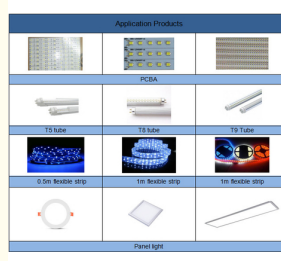 Application Products
PCBA
T5 tube
T8 tube
T9 Tube
0.5m flexible strip
1m flexible strip
1m flexible strip
Panel light